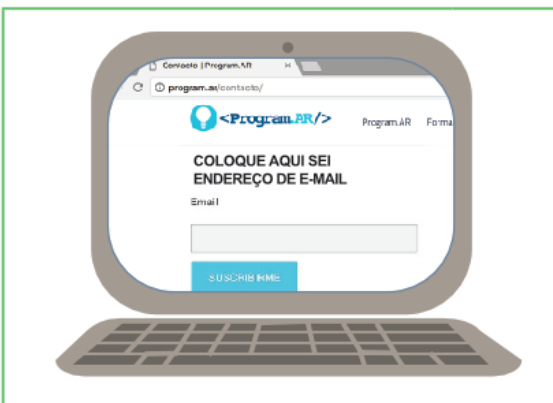 Contacto | Program.AR
program.ar/contacto/
<Program.AR/>
Program.AR Forma
COLOQUE AQUI SEI
ENDEREÇO DE E-MAIL
Email
SUSCRIBIRME